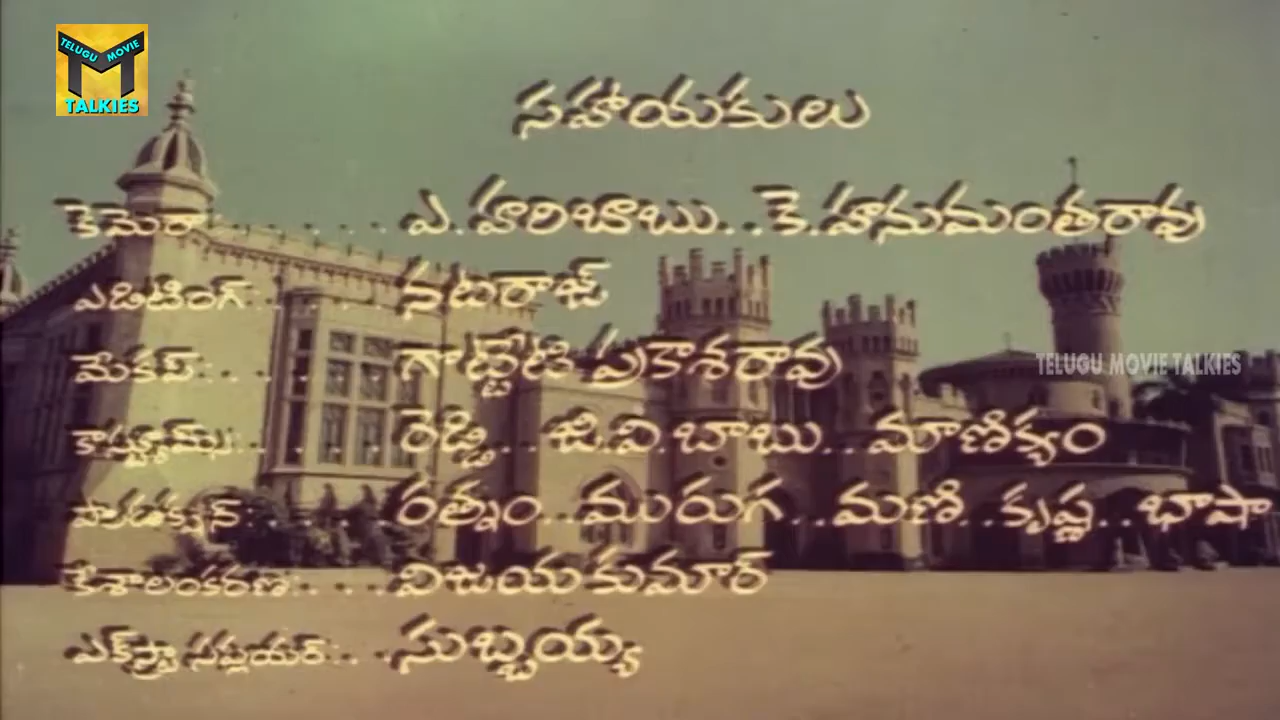 TELUGU MOVIE
TALKIES
సహాయకులు
కెమెరా . . . . . ఎ.హరిబాబు..కె.హనుమంతరావు
ఎడిటింగ్:. . . . నటరాజ్
TELUGU MOVIE TALKIES
మేకప్:. . . . గొట్టేటి.ప్రకాశరావు
కాస్ట్యూమ్స్:. . . . రెడ్డి..జి.వి.బాబు..మాణిక్యం
ప్రొడక్షన్:. . . . రత్నం..మురుగ..మణి..కృష్ణ..భాషా
కేశాలంకరణ:. . . .విజయకుమార్
ఎక్స్ట్రా సప్లయర్:. . .సుబ్బయ్య